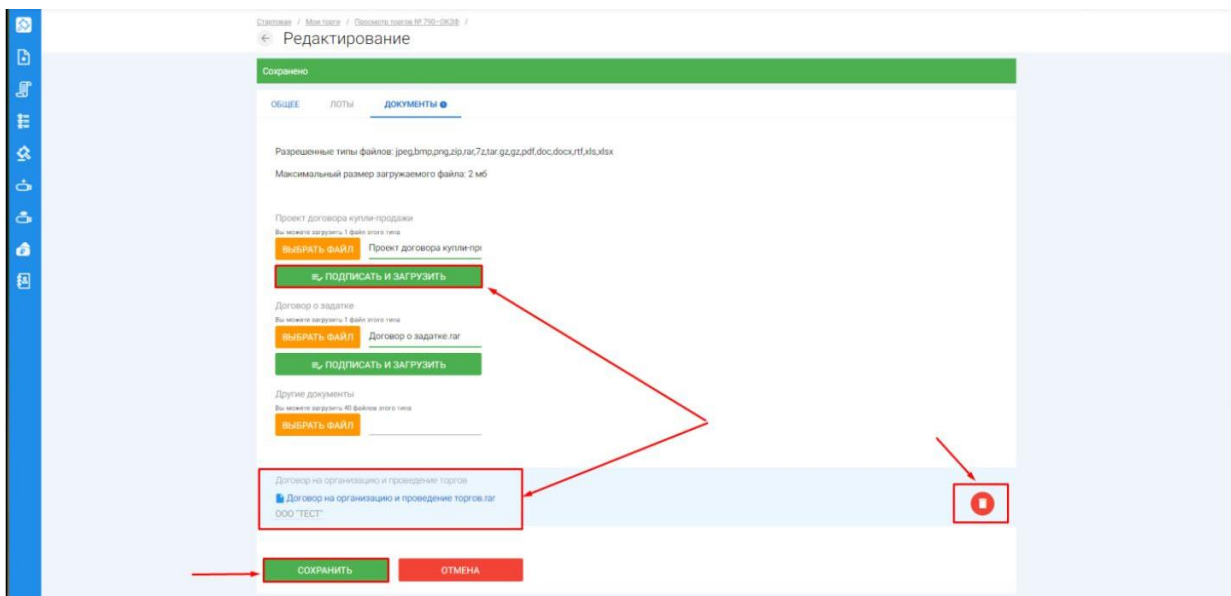 Стартовая / Мои торги / Просмотр торгов № 790-ОКЭФ /
Редактирование
Сохранено
ОБЩЕЕ ЛОТЫ ДОКУМЕНТЫ
Разрешенные типы файлов: jpeg,bmp,png,zip,rar,7z,tar.gz,gz,pdf,doc,docx,rtf,xls,xlsx
Максимальный размер загружаемого файла: 2 мб
Проект договора купли-продажи
Вы можете загрузить 1 файл этого типа
ВЫБРАТЬ ФАЙЛ Проект договора купли-пр
ПОДПИСАТЬ И ЗАГРУЗИТЬ
Договор о задатке
Вы можете загрузить 1 файл этого типа
ВЫБРАТЬ ФАЙЛ Договор о задатке.rar
ПОДПИСАТЬ И ЗАГРУЗИТЬ
Другие документы
Вы можете загрузить 40 файлов этого типа
ВЫБРАТЬ ФАЙЛ
Договор на организацию и проведение торгов
Договор на организацию и проведение торгов.rar
ООО "ТЕСТ"
СОХРАНИТЬ ОТМЕНА